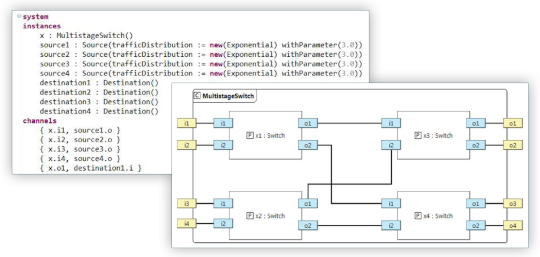 system
instances
x : MultistageSwitch()
source1 : Source(trafficDistribution := new(Exponential) withParameter(3.0))
source2 : Source(trafficDistribution := new(Exponential) withParameter(3.0))
source3 : Source(trafficDistribution := new(Exponential) withParameter(3.0))
source4 : Source(trafficDistribution := new(Exponential) withParameter(3.0))
destination1 : Destination()
destination2 : Destination()
destination3 : Destination()
destination4 : Destination()
channels
{ x.i1, source1.o }
{ x.i2, source2.o }
{ x.i3, source3.o }
{ x.i4, source4.o }
{ x.o1, destination1.i }
C MultistageSwitch
i1 i1 o1 i1 o1 o1
P x1 : Switch P x3 : Switch
i2 i2 o2 i2 o2 o2
i3 i1 o1 i1 o1 o3
P x2 : Switch P x4 : Switch
i4 i2 o2 i2 o2 o4